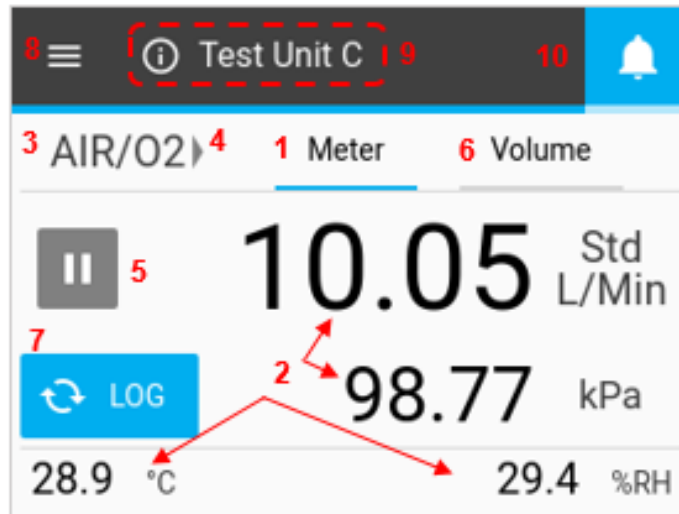 8 Test Unit C 9 10
3 AIR/O2 4 1 Meter 6 Volume
5 10.05 Std L/Min
7 LOG 2 98.77 kPa
28.9 °C 29.4 %RH